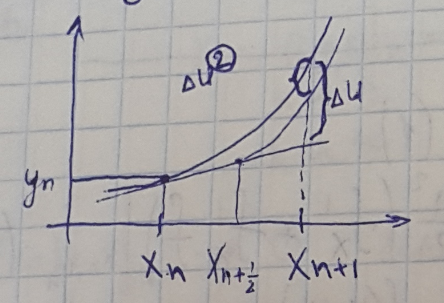 Δu②
Δu
yn
xn xn+½ xn+1